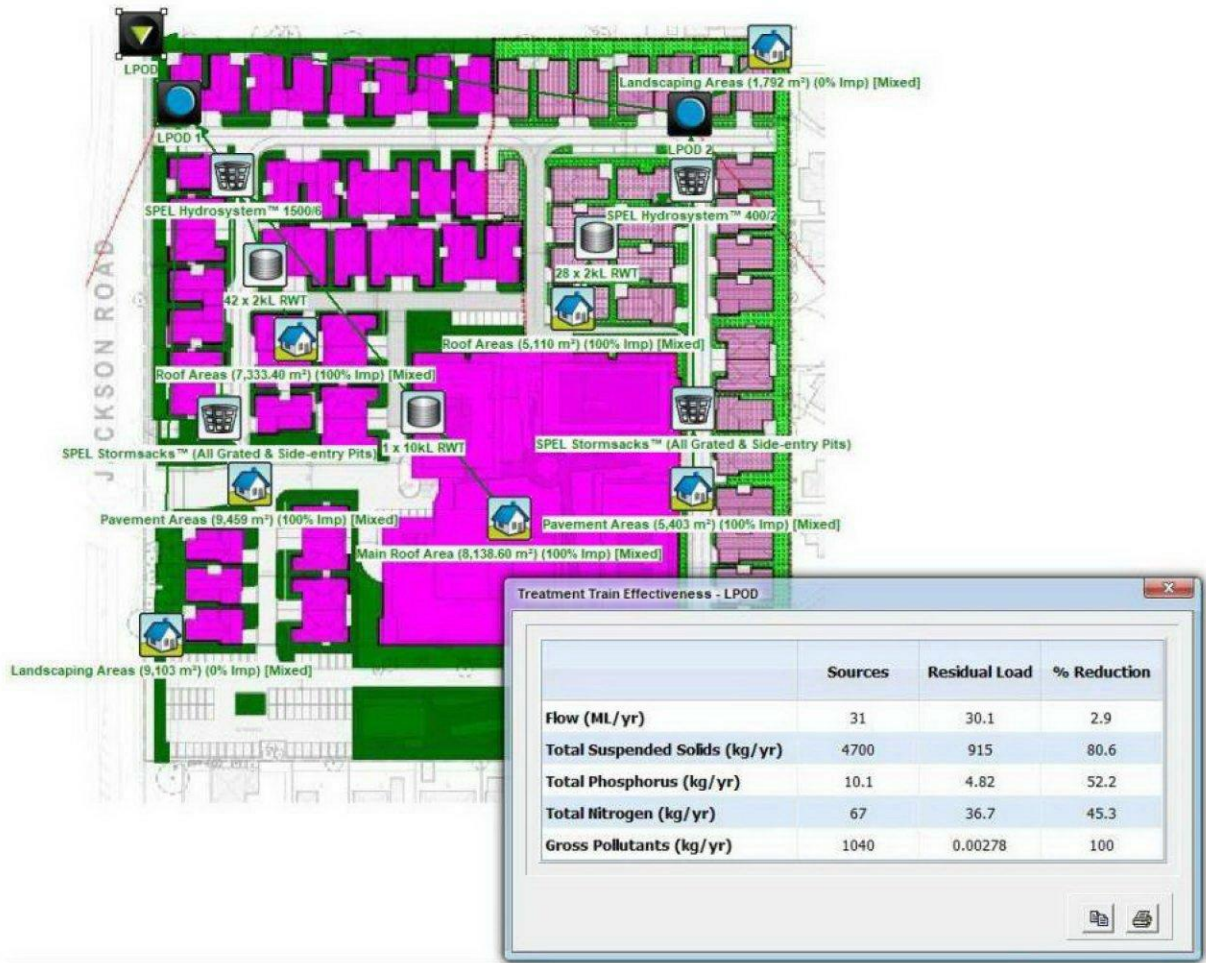 LPOD
Landscaping Areas (1,792 m²) (0% Imp) [Mixed]
LPOD 1
LPOD 2
SPEL Hydrosystem™ 1500/6
SPEL Hydrosystem™ 400/2
JACKSON ROAD
42 x 2kL RWT
28 x 2kL RWT
Roof Areas (5,110 m²) (100% Imp) [Mixed]
Roof Areas (7,333.40 m²) (100% Imp) [Mixed]
SPEL Stormsacks™ (All Grated & Side-entry Pits)
1 x 10kL RWT
SPEL Stormsacks™ (All Grated & Side-entry Pits)
Pavement Areas (9,459 m²) (100% Imp) [Mixed]
Pavement Areas (5,403 m²) (100% Imp) [Mixed]
Main Roof Area (8,138.60 m²) (100% Imp) [Mixed]
Landscaping Areas (9,103 m²) (0% Imp) [Mixed]
Treatment Train Effectiveness - LPOD
Sources Residual Load % Reduction
Flow (ML/yr) 31 30.1 2.9
Total Suspended Solids (kg/yr) 4700 915 80.6
Total Phosphorus (kg/yr) 10.1 4.82 52.2
Total Nitrogen (kg/yr) 67 36.7 45.3
Gross Pollutants (kg/yr) 1040 0.00278 100